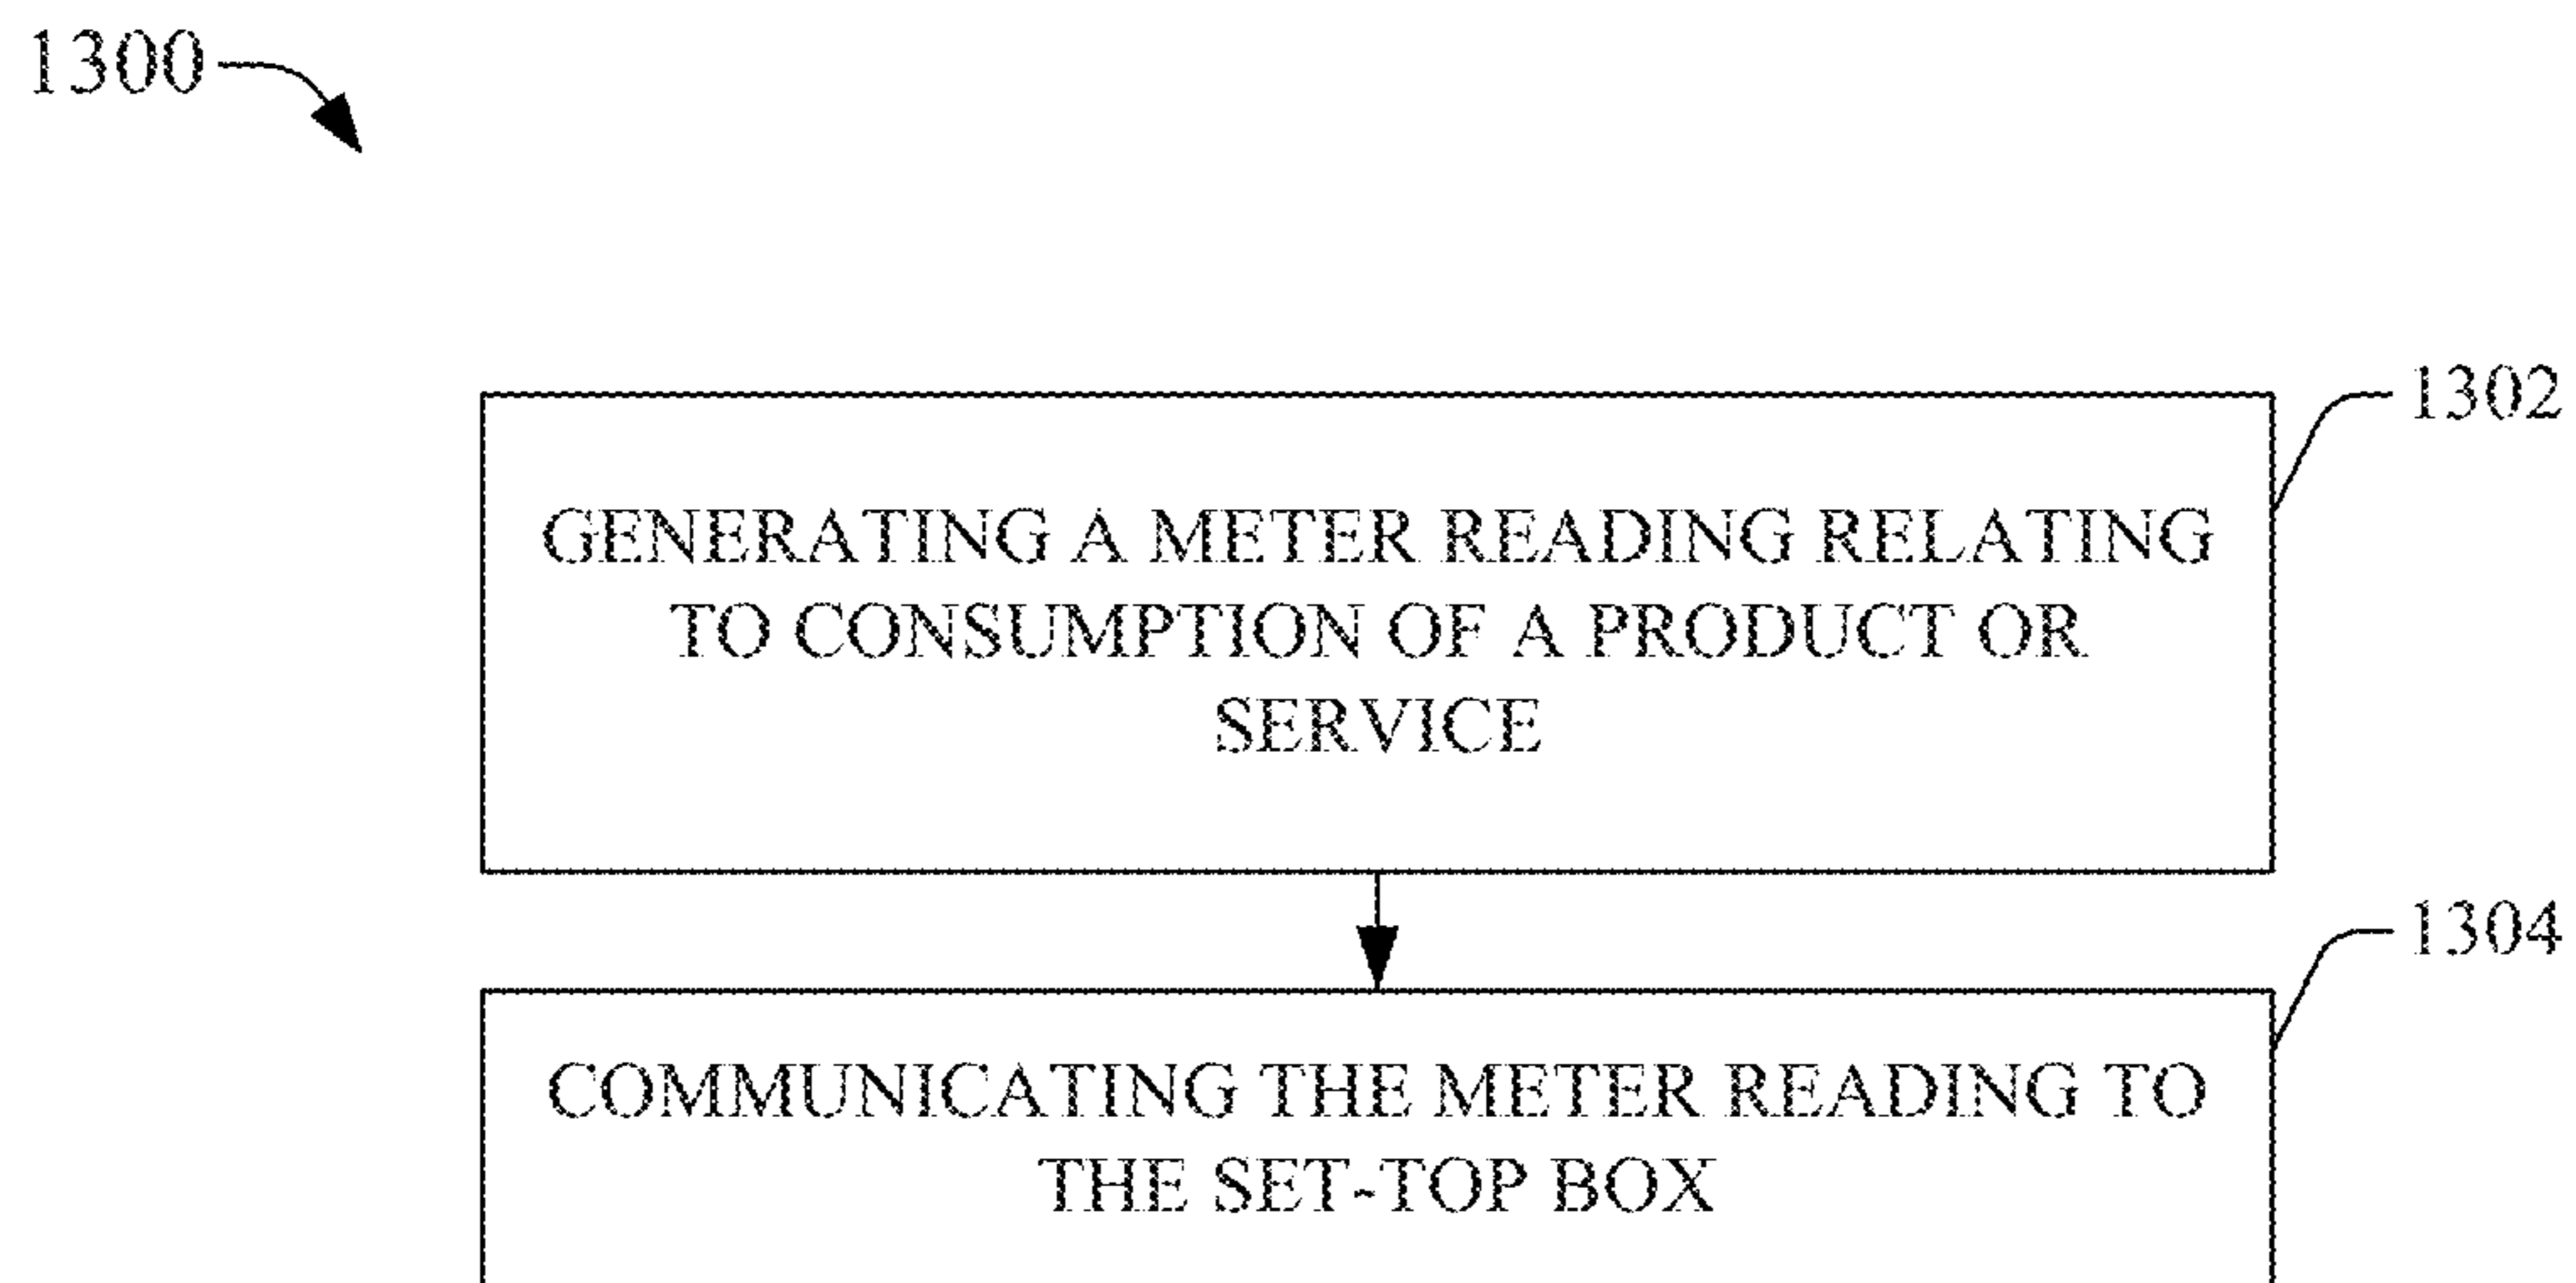 1300
1302
GENERATING A METER READING RELATING
TO CONSUMPTION OF A PRODUCT OR
SERVICE
1304
COMMUNICATING THE METER READING TO
THE SET-TOP BOX